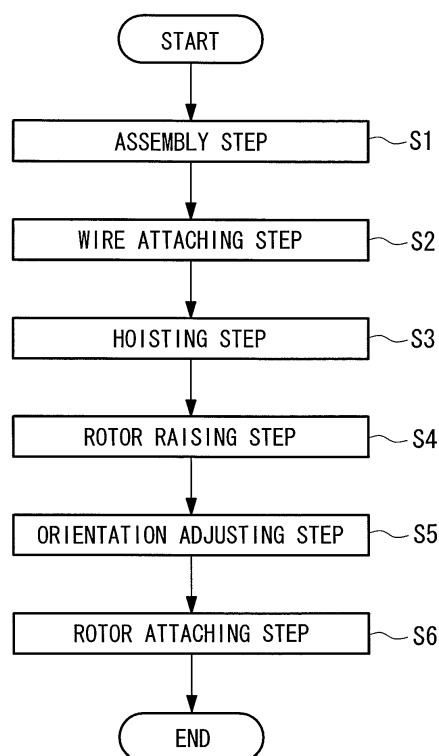 START
ASSEMBLY STEP S1
WIRE ATTACHING STEP S2
HOISTING STEP S3
ROTOR RAISING STEP S4
ORIENTATION ADJUSTING STEP S5
ROTOR ATTACHING STEP S6
END